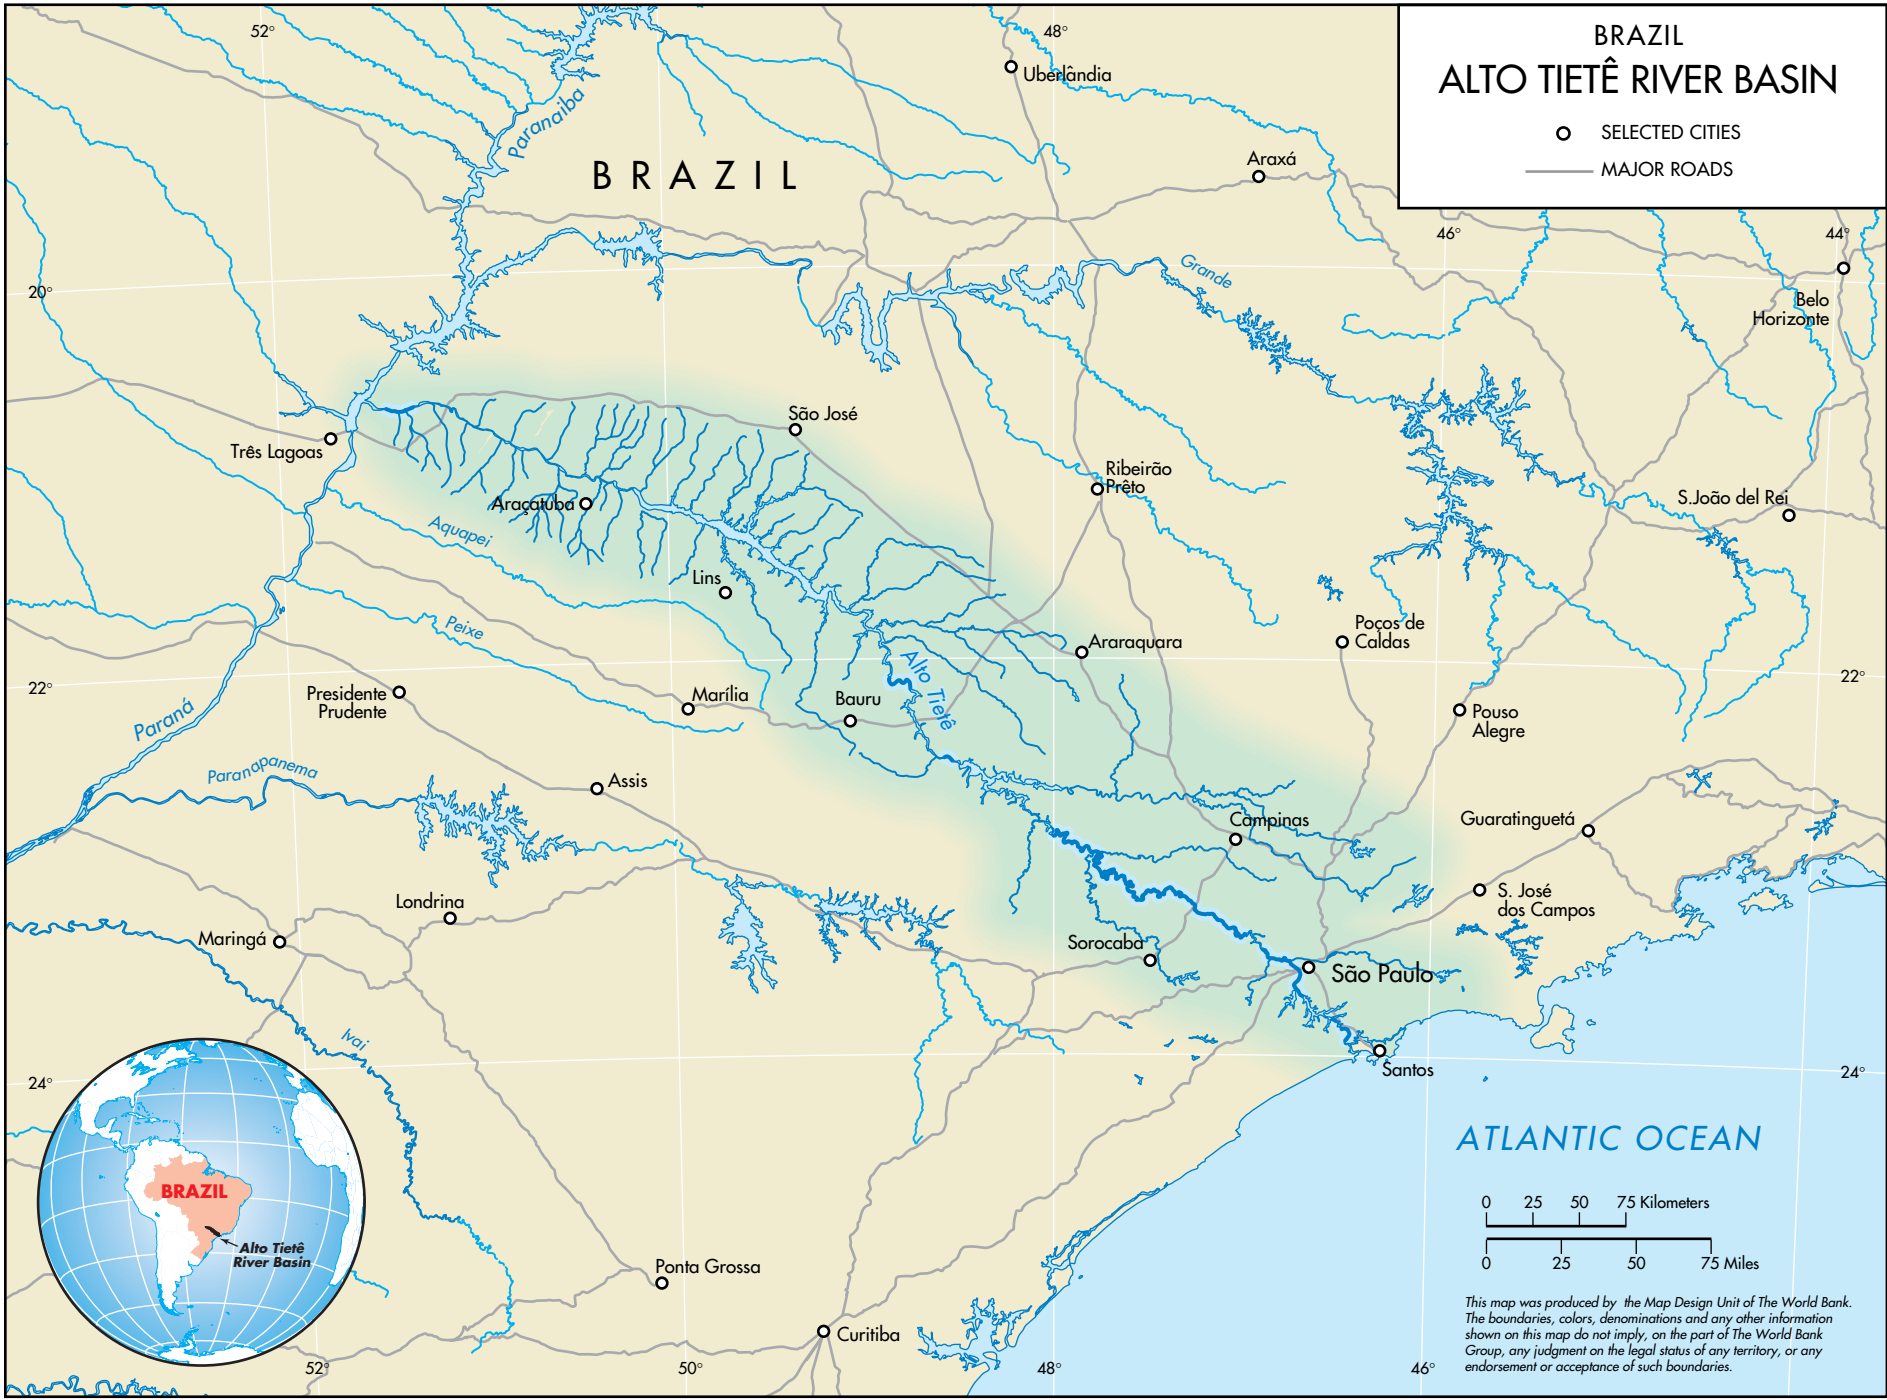 BRAZIL
ALTO TIETÊ RIVER BASIN
SELECTED CITIES
MAJOR ROADS
52°
48°
Uberlândia
Paranaiba
BRAZIL
Araxá
46°
44°
Grande
20°
Belo
Horizonte
São José
Três Lagoas
Ribeirão
Prêto
S.João del Rei
Araçatuba
Aquapei
Lins
Peixe
Poços de
Caldas
Araraquara
Alto Tietê
22°
22°
Presidente
Prudente
Marília
Bauru
Pouso
Alegre
Paraná
Paranapanema
Assis
Campinas
Guaratinguetá
Londrina
S. José
dos Campos
Maringá
Sorocaba
São Paulo
Ivai
Santos
24°
24°
ATLANTIC OCEAN
BRAZIL
Alto Tietê
River Basin
0 25 50 75 Kilometers
0 25 50 75 Miles
Ponta Grossa
Curitiba
This map was produced by the Map Design Unit of The World Bank.
The boundaries, colors, denominations and any other information
shown on this map do not imply, on the part of The World Bank
Group, any judgment on the legal status of any territory, or any
endorsement or acceptance of such boundaries.
52°
50°
48°
46°